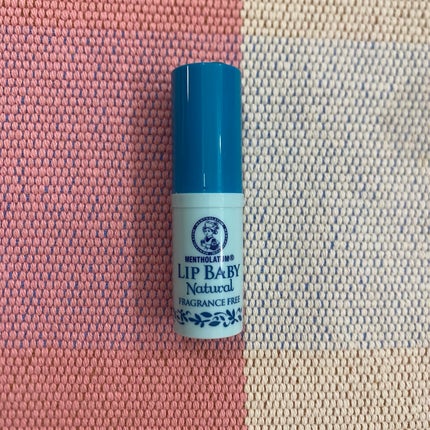 MENTHOLATUM®
LIP BABY
Natural
FRAGRANCE FREE